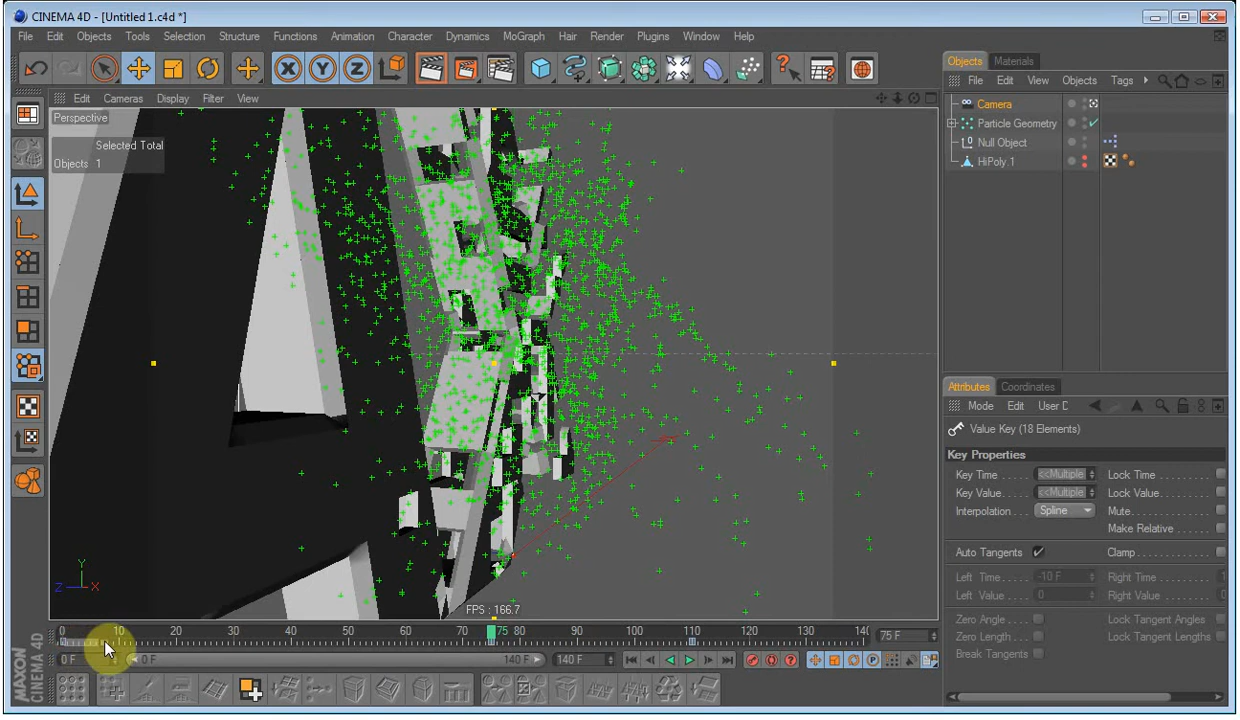 CINEMA 4D - [Untitled 1.c4d *]
File Edit Objects Tools Selection Structure Functions Animation Character Dynamics MoGraph Hair Render Plugins Window Help
Objects Materials
File Edit View Objects Tags
Edit Cameras Display Filter View
Perspective
Selected Total
Objects 1
Camera
Particle Geometry
Null Object
HiPoly 1
Attributes Coordinates
Mode Edit User D
Value Key (18 Elements)
Key Properties
Key Time <<Multiple Lock Time
Key Value <<Multiple Lock Value
Interpolation Spline Mute
Make Relative
Auto Tangents Clamp
Left Time -10 F Right Time 1
Left Value 0 Right Value 0
Zero Angle Lock Tangent Angles
Zero Length Lock Tangent Lengths
Break Tangents
Y
Z X
FPS : 166.7
0 10 20 30 40 50 60 70 75 80 90 100 110 120 130 75 F
0 F 0 F 140 F 140 F
MAXON
CINEMA 4D